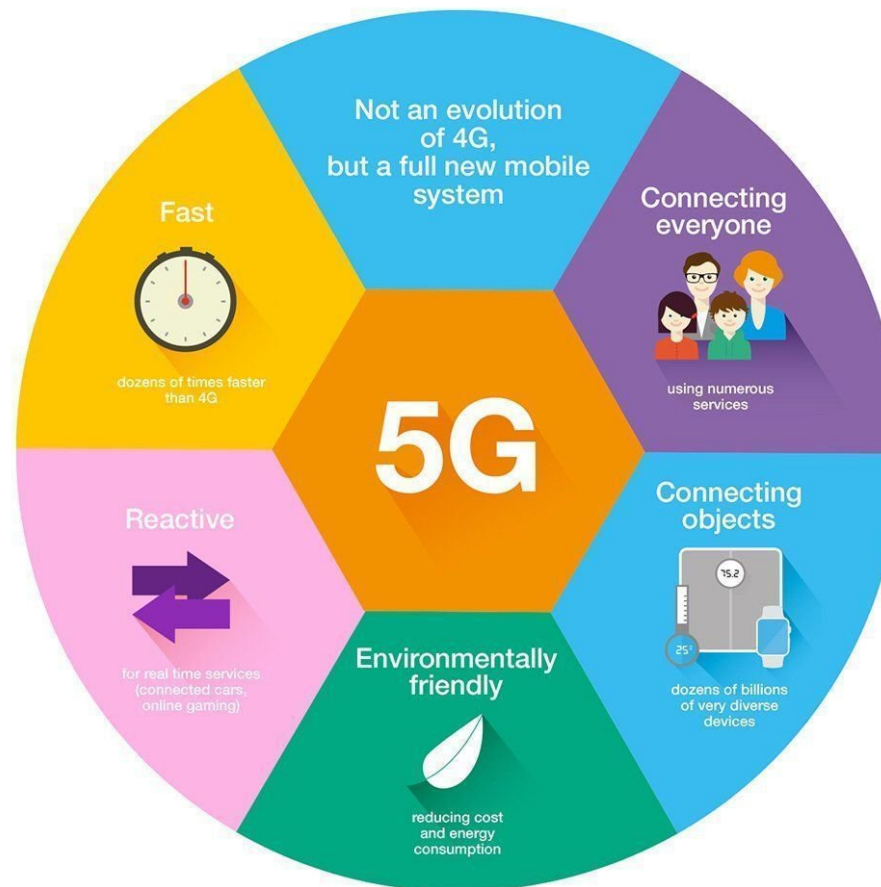 Not an evolution
of 4G,
but a full new mobile
system
Connecting
everyone
using numerous
services
Connecting
objects
75.2
25°
dozens of billions
of very diverse
devices
Environmentally
friendly
reducing cost
and energy
consumption
Reactive
for real time services
(connected cars,
online gaming)
Fast
dozens of times faster
than 4G
5G